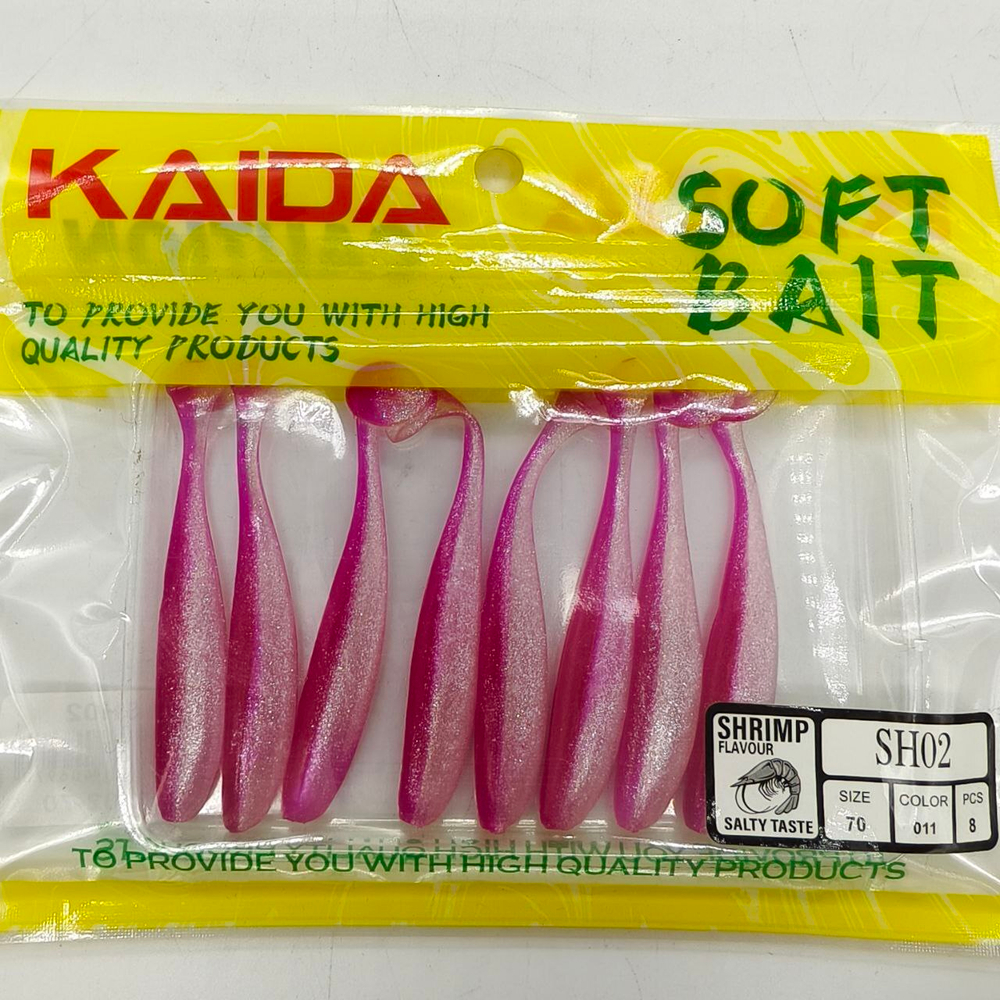 KAIDA
SOFT
BAIT
TO PROVIDE YOU WITH HIGH
QUALITY PRODUCTS
SHRIMP
FLAVOUR
SALTY TASTE
SH02
SIZE
70
COLOR
011
PCS
8
TO PROVIDE YOU WITH HIGH QUALITY PRODUCTS